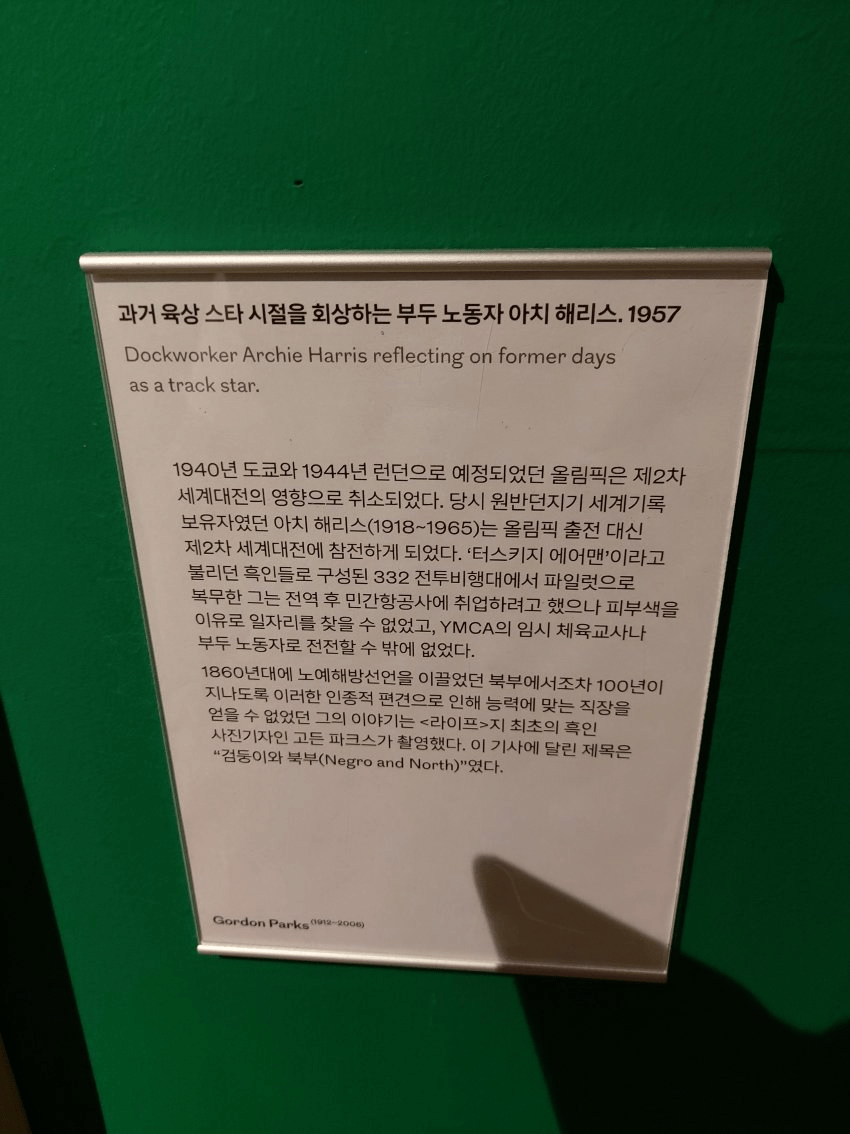 과거 육상 스타 시절을 회상하는 부두 노동자 아치 해리스. 1957
Dockworker Archie Harris reflecting on former days
as a track star.
1940년 도쿄와 1944년 런던으로 예정되었던 올림픽은 제2차
세계대전의 영향으로 취소되었다. 당시 원반던지기 세계기록
보유자였던 아치 해리스(1918~1965)는 올림픽 출전 대신
제2차 세계대전에 참전하게 되었다. ‘터스키지 에어맨’이라고
불리던 흑인들로 구성된 332 전투비행대에서 파일럿으로
복무한 그는 전역 후 민간항공사에 취업하려고 했으나 피부색을
이유로 일자리를 찾을 수 없었고, YMCA의 임시 체육교사나
부두 노동자로 전전할 수 밖에 없었다.
1860년대에 노예해방선언을 이끌었던 북부에서조차 100년이
지나도록 이러한 인종적 편견으로 인해 능력에 맞는 직장을
얻을 수 없었던 그의 이야기는 <라이프>지 최초의 흑인
사진기자인 고든 파크스가 촬영했다. 이 기사에 달린 제목은
“검둥이와 북부(Negro and North)”였다.
Gordon Parks (1912~2006)